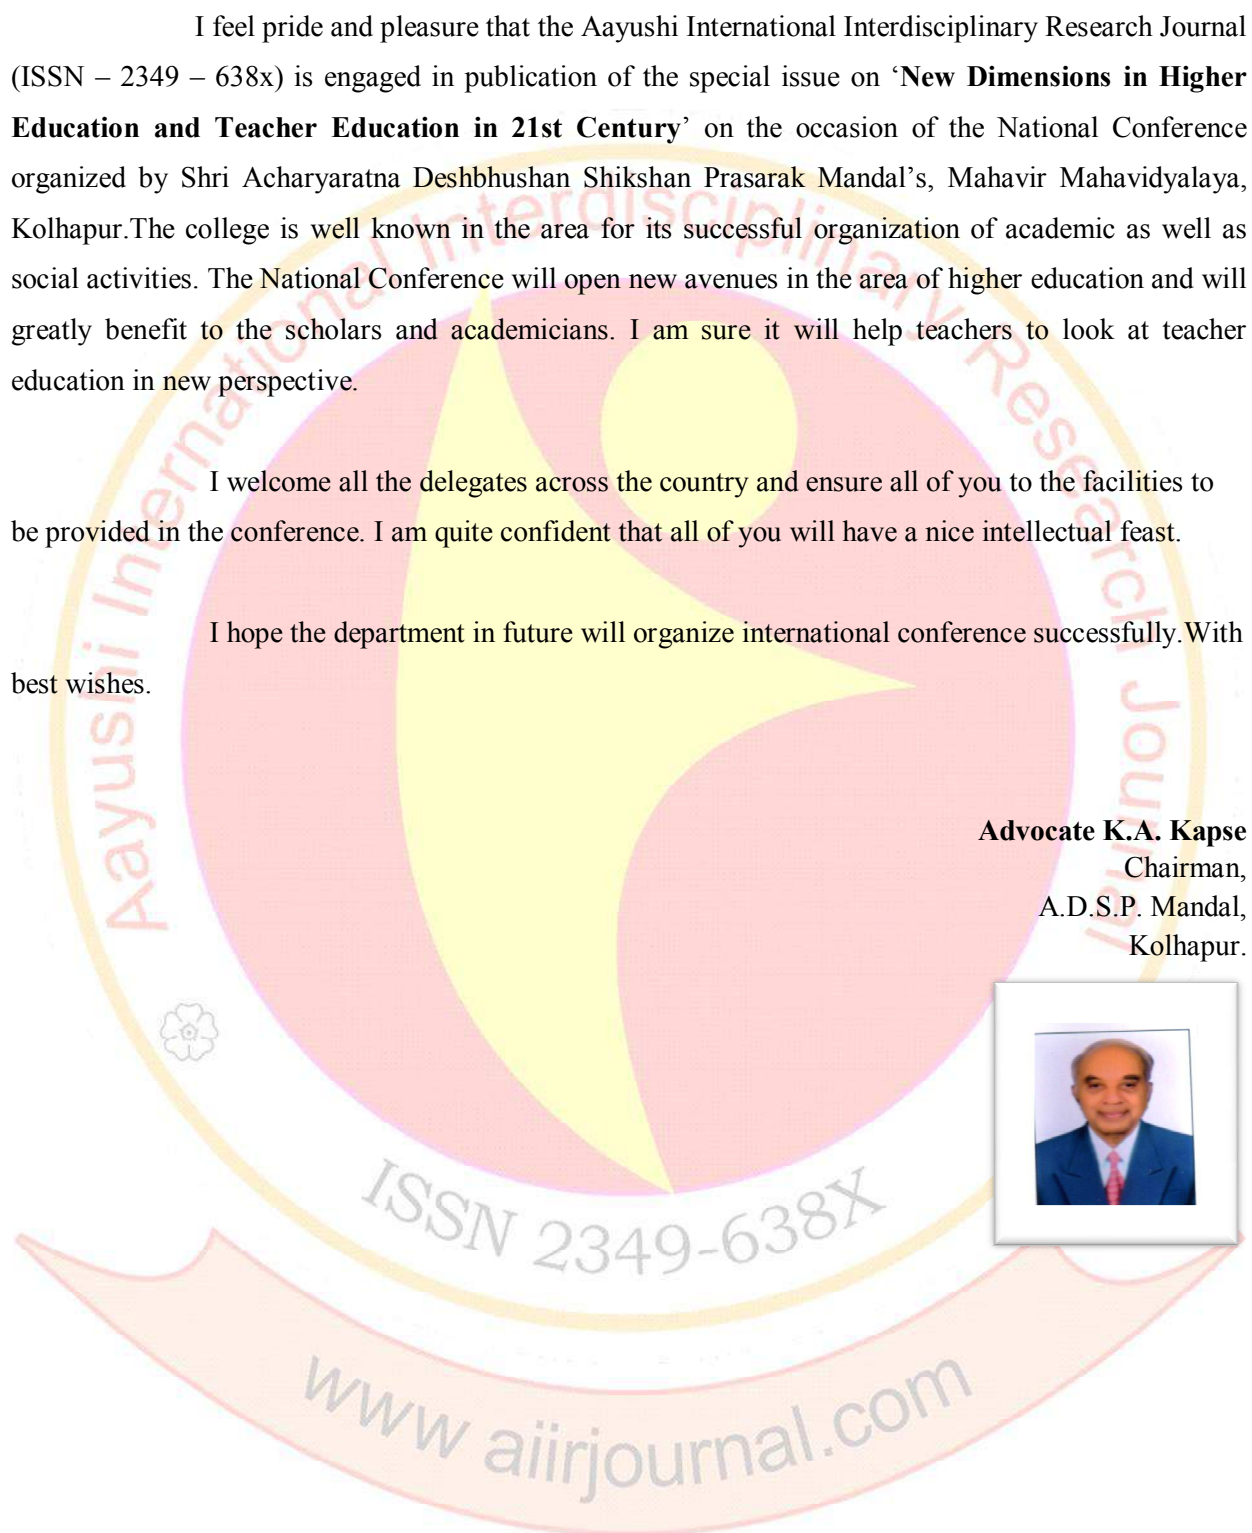 I feel pride and pleasure that the Aayushi International Interdisciplinary Research Journal
(ISSN – 2349 – 638x) is engaged in publication of the special issue on ‘New Dimensions in Higher
Education and Teacher Education in 21st Century’ on the occasion of the National Conference
organized by Shri Acharyaratna Deshbhushan Shikshan Prasarak Mandal’s, Mahavir Mahavidyalaya,
Kolhapur.The college is well known in the area for its successful organization of academic as well as
social activities. The National Conference will open new avenues in the area of higher education and will
greatly benefit to the scholars and academicians. I am sure it will help teachers to look at teacher
education in new perspective.
I welcome all the delegates across the country and ensure all of you to the facilities to
be provided in the conference. I am quite confident that all of you will have a nice intellectual feast.
I hope the department in future will organize international conference successfully.With
best wishes.
Advocate K.A. Kapse
Chairman,
A.D.S.P. Mandal,
Kolhapur.
Aayushi International Interdisciplinary Research Journal
ISSN 2349-638X
www aiirjournal.com